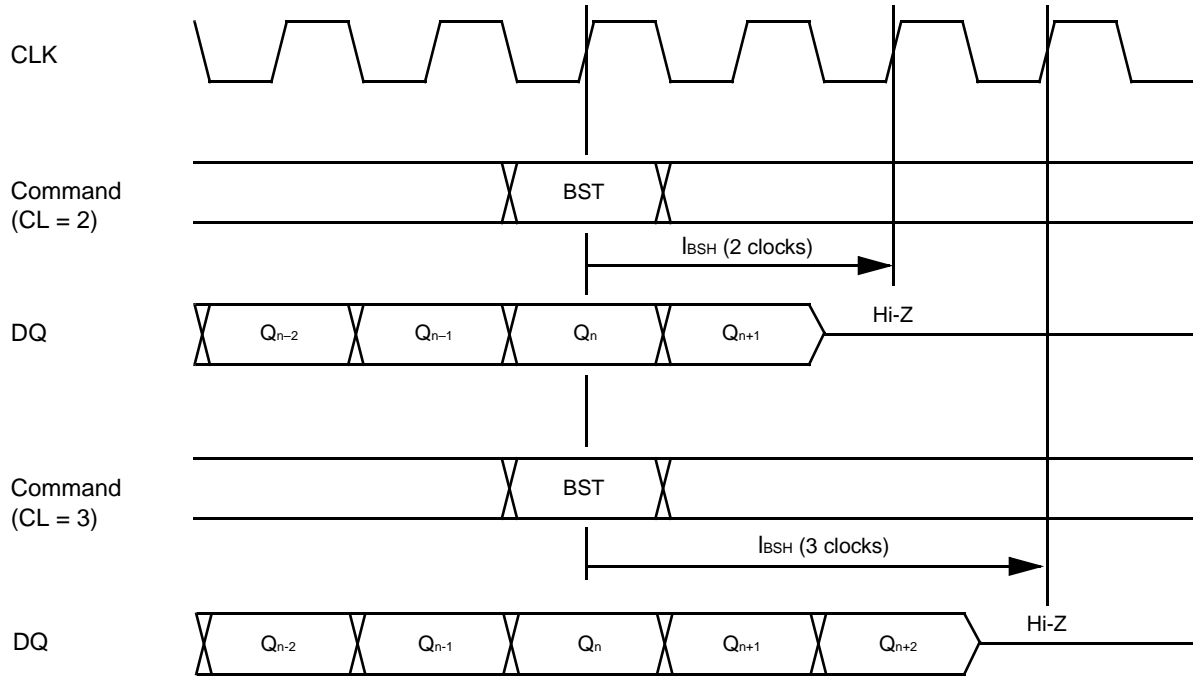 CLK
Command
(CL = 2)
BST
IBSH (2 clocks)
DQ
Qn–2
Qn–1
Qn
Qn+1
Hi-Z
Command
(CL = 3)
BST
IBSH (3 clocks)
DQ
Qn-2
Qn-1
Qn
Qn+1
Qn+2
Hi-Z